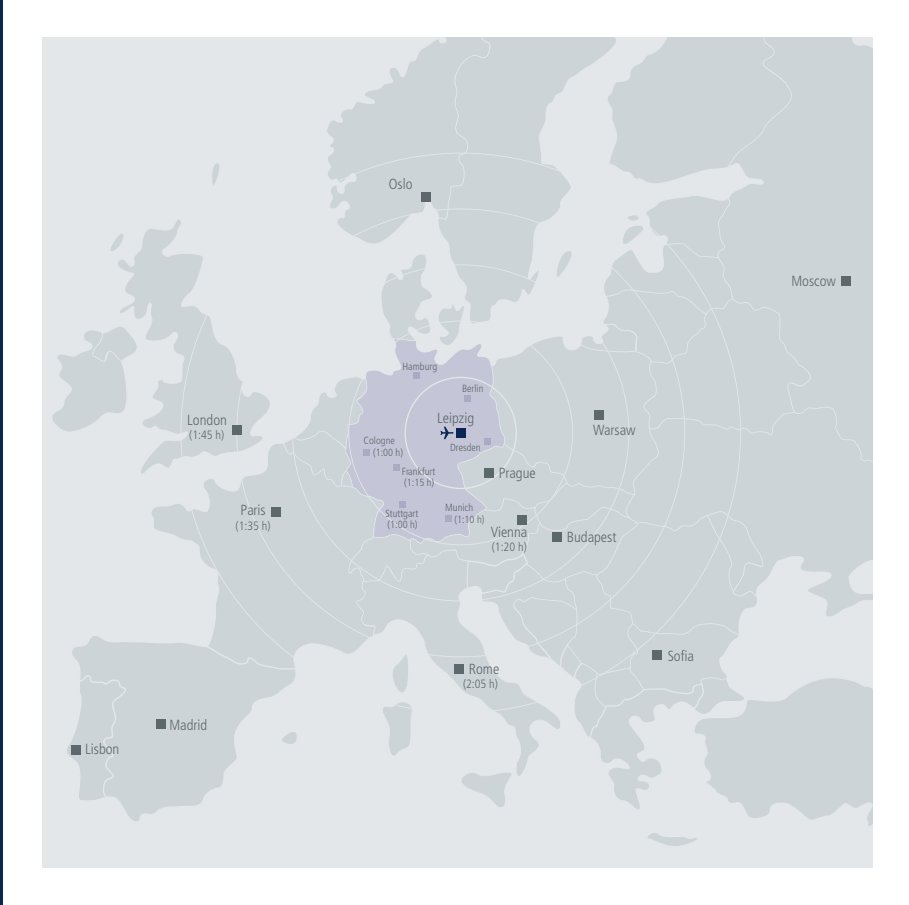 Oslo
Moscow
Hamburg
Berlin
Leipzig
London
(1:45 h)
Warsaw
Cologne
(1:00 h)
Dresden
Frankfurt
(1:15 h)
Prague
Paris
(1:35 h)
Stuttgart
(1:00 h)
Munich
(1:10 h)
Vienna
(1:20 h)
Budapest
Sofia
Rome
(2:05 h)
Madrid
Lisbon